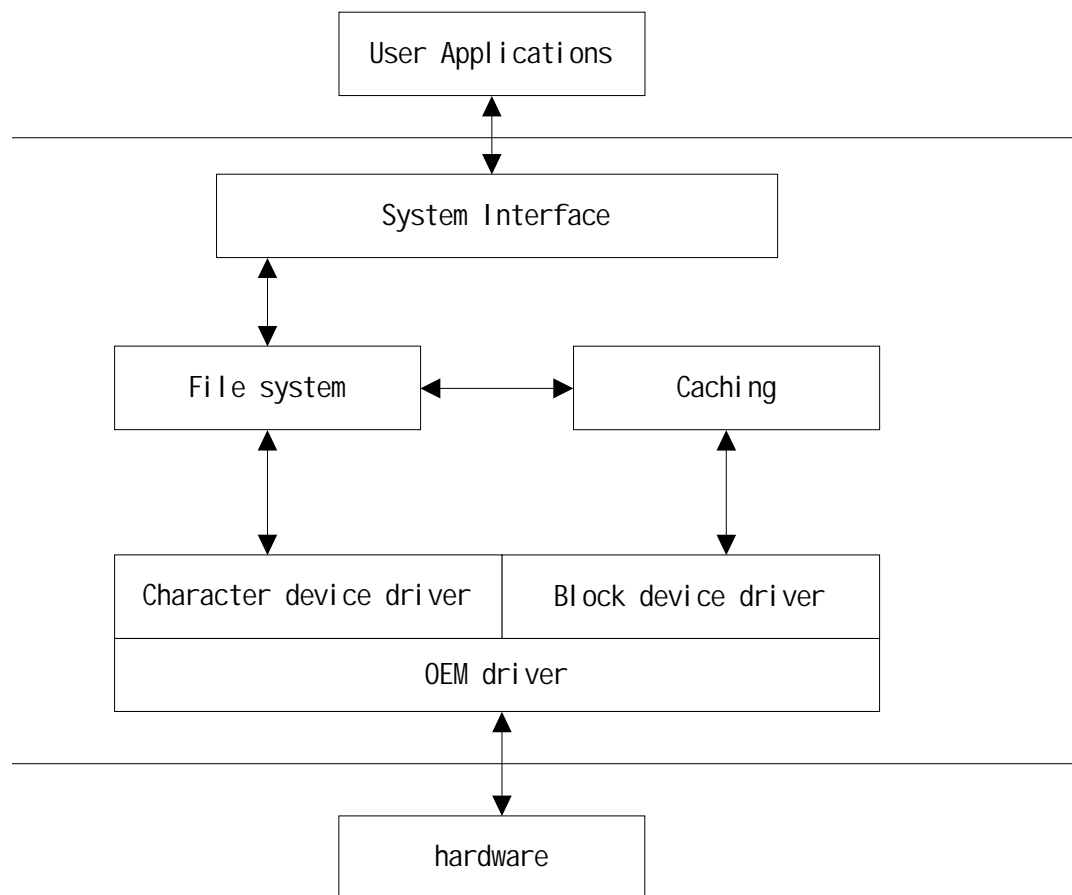 User Applications
System Interface
File system
Caching
Character device driver
Block device driver
OEM driver
hardware